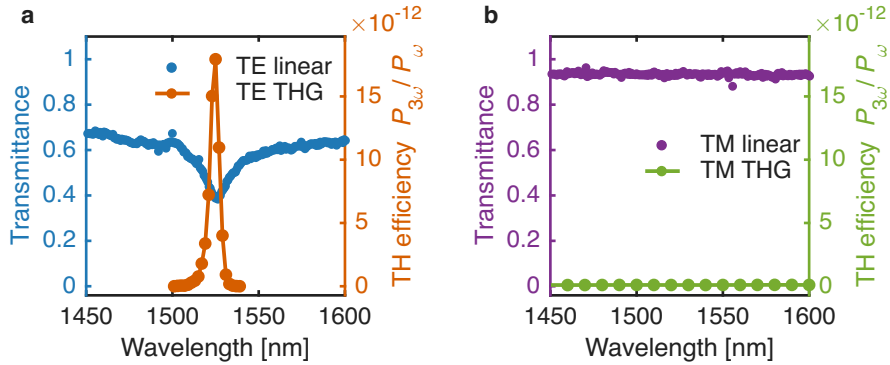 a
×10⁻¹²
1
0.8
0.6
0.4
0.2
0
Transmittance
TE linear
TE THG
15
10
5
0
TH efficiency P₃ω / Pω
1450 1500 1550 1600
Wavelength [nm]
b
×10⁻¹²
1
0.8
0.6
0.4
0.2
0
Transmittance
TM linear
TM THG
15
10
5
0
TH efficiency P₃ω / Pω
1450 1500 1550 1600
Wavelength [nm]